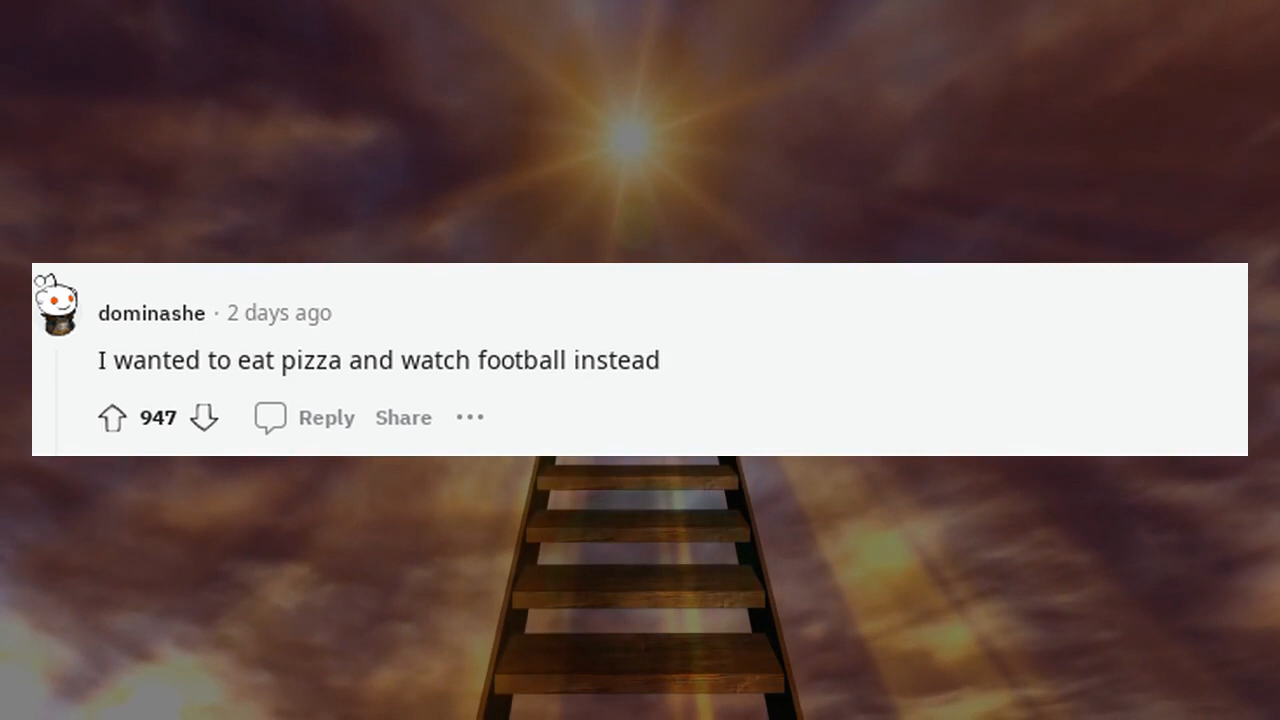 dominashe · 2 days ago
I wanted to eat pizza and watch football instead
947 Reply Share ···